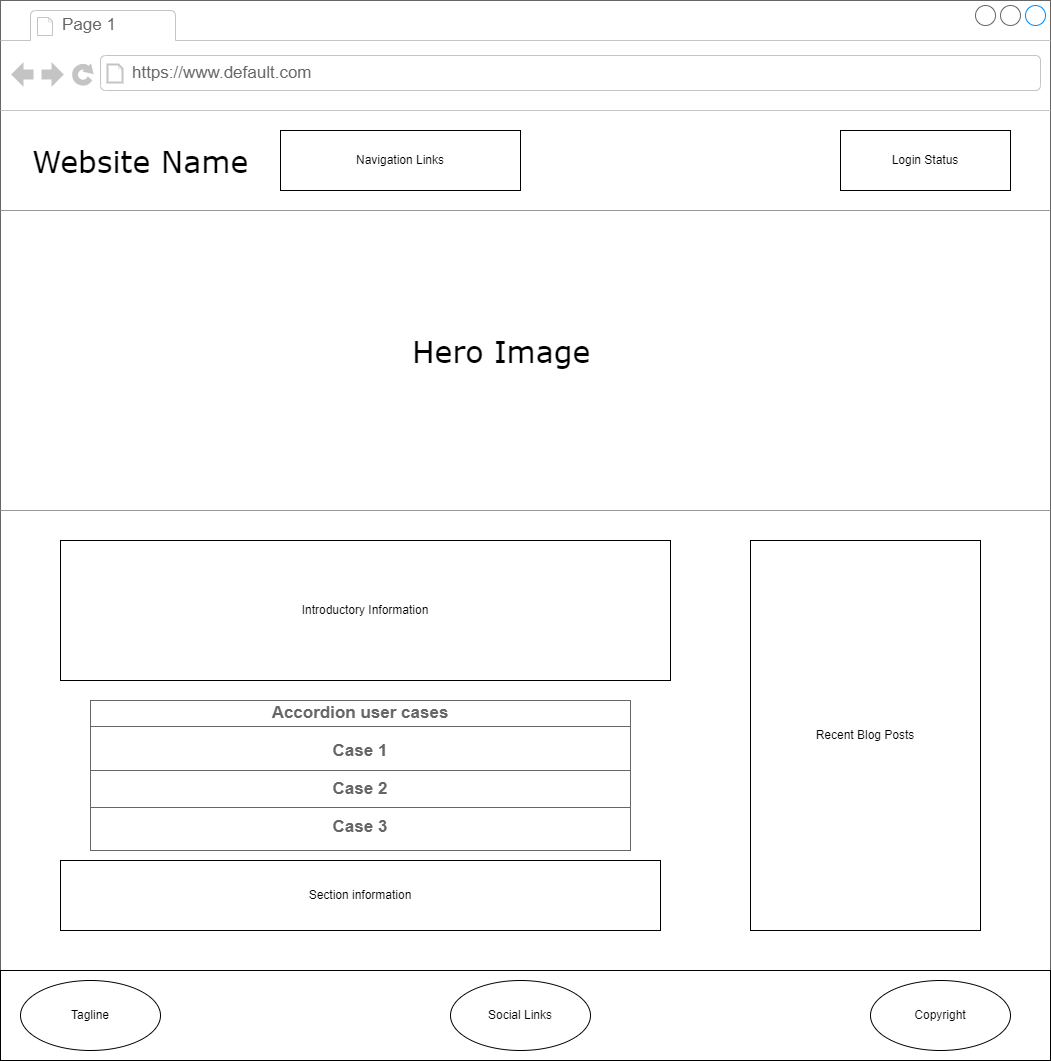 Page 1
https://www.default.com
Website Name
Navigation Links
Login Status
Hero Image
Introductory Information
Accordion user cases
Case 1
Case 2
Case 3
Section information
Recent Blog Posts
Tagline
Social Links
Copyright